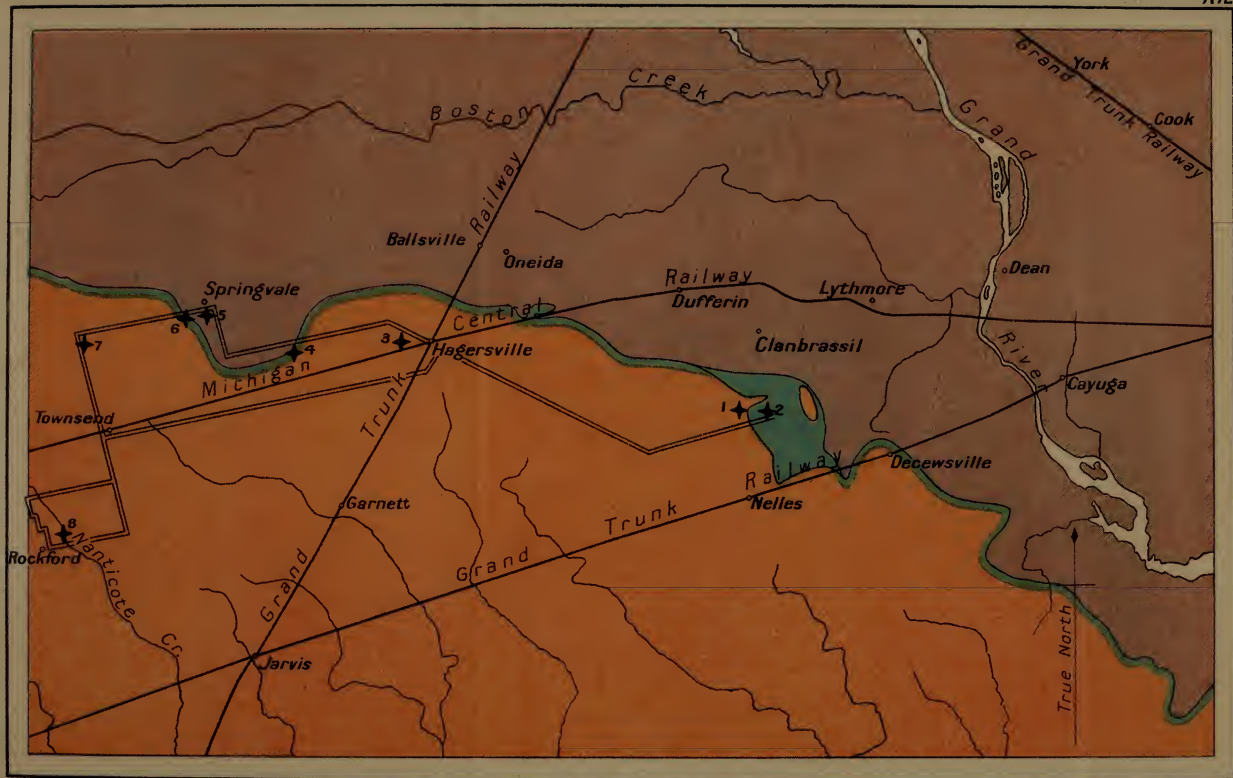 York
Grand Trunk Railway
Cook
Boston Creek
Grand River
Railway
Ballsville
Oneida
Dean
Springvale
Railway
Dufferin
Lythmore
6
5
7
4
3
Central
Hagersville
Clanbrassil
Michigan
Cayuga
Trunk
1
2
Townsend
Railway
Decewsville
Nelles
Garnett
Trunk
8
Rockford
Nanticote Cr.
Grand
Grand
True North
Jarvis